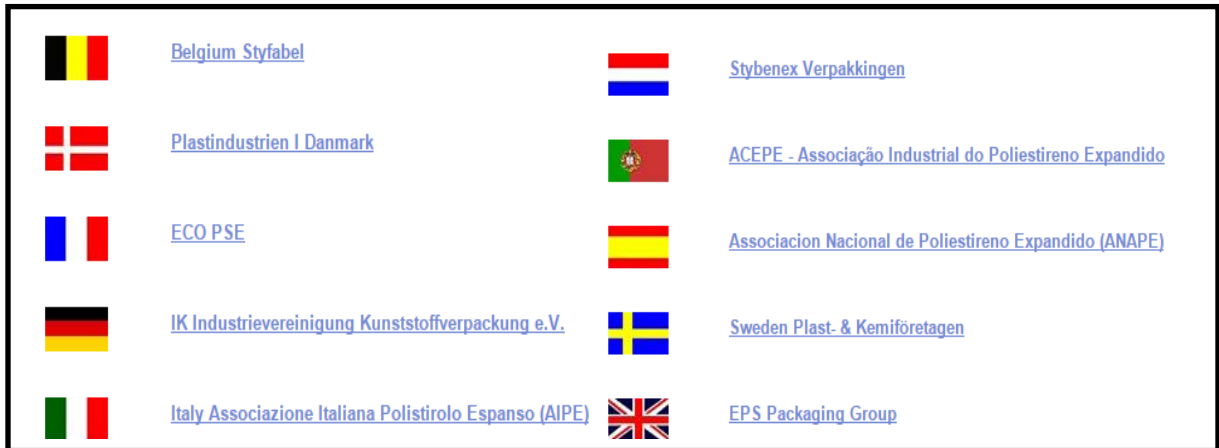 Belgium Styfabel
Plastindustrien I Danmark
ECO PSE
IK Industrievereinigung Kunststoffverpackung e.V.
Italy Associazione Italiana Polistirolo Espanso (AIPE)
Stybenex Verpakkingen
ACEPE - Associação Industrial do Poliestireno Expandido
Associacion Nacional de Poliestireno Expandido (ANAPE)
Sweden Plast- & Kemiföretagen
EPS Packaging Group